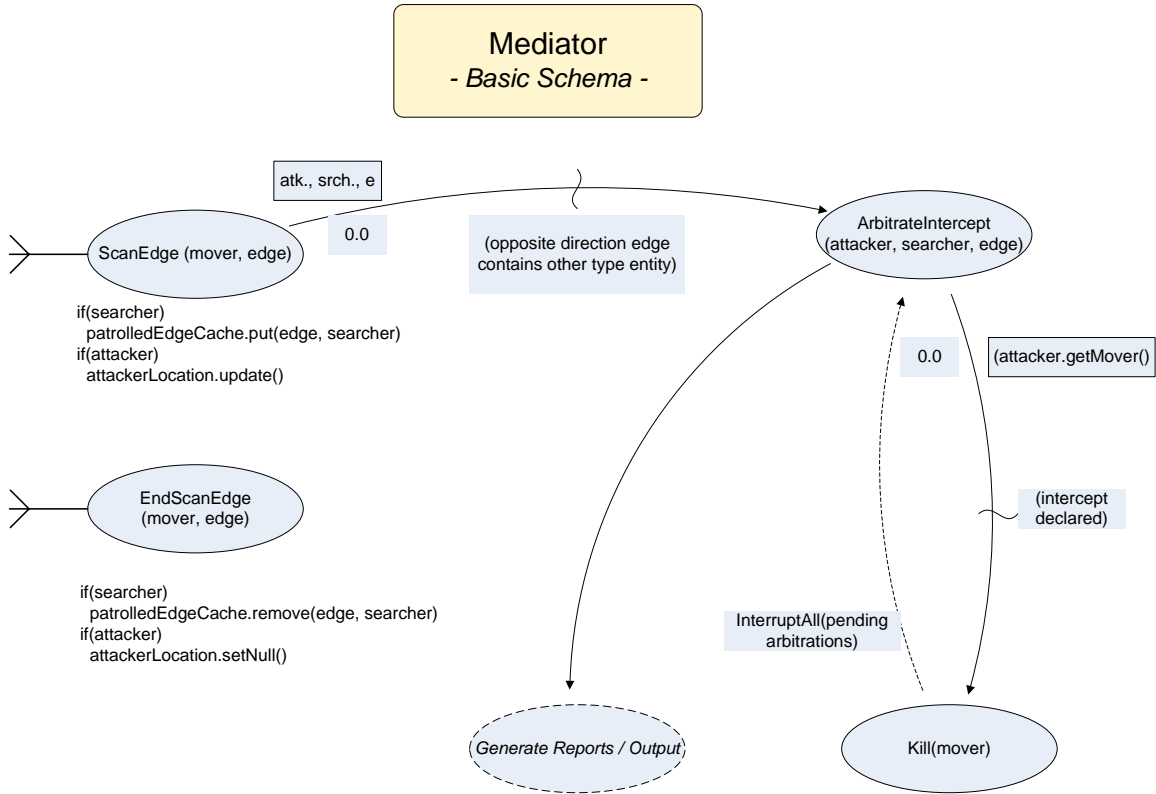 Mediator
- Basic Schema -
atk., srch., e
0.0
(opposite direction edge
contains other type entity)
ScanEdge (mover, edge)
ArbitrateIntercept
(attacker, searcher, edge)
if(searcher)
patrolledEdgeCache.put(edge, searcher)
if(attacker)
attackerLocation.update()
0.0
(attacker.getMover()
EndScanEdge
(mover, edge)
(intercept
declared)
if(searcher)
patrolledEdgeCache.remove(edge, searcher)
if(attacker)
attackerLocation.setNull()
InterruptAll(pending
arbitrations)
Generate Reports / Output
Kill(mover)